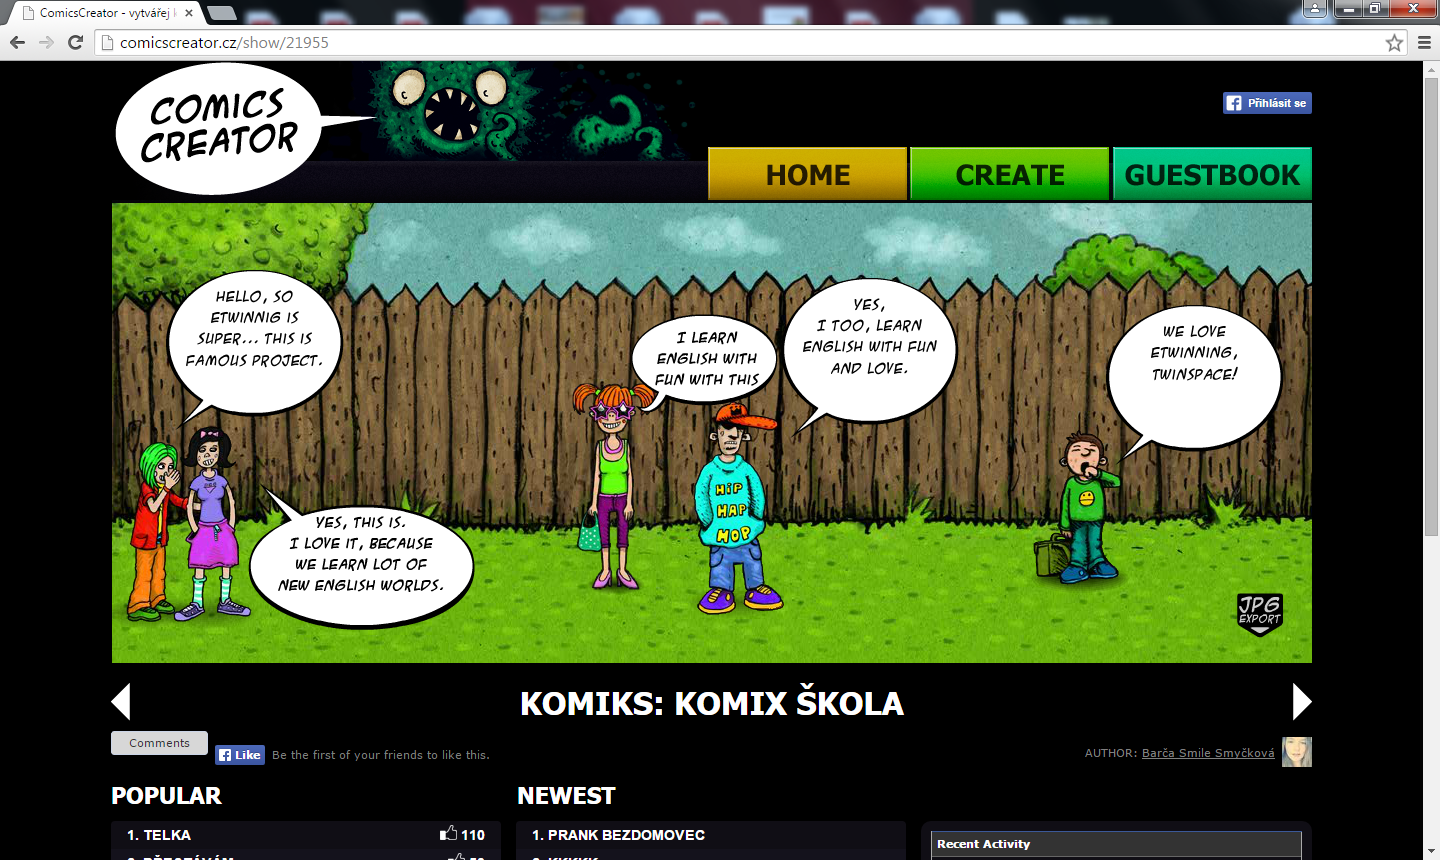 ComicsCreator - vytvářej
comicscreator.cz/show/21955
COMICS
CREATOR
Přihlásit se
HOME
CREATE
GUESTBOOK
HELLO, SO
ETWINNIG IS
SUPER... THIS IS
FAMOUS PROJECT.
YES, THIS IS.
I LOVE IT, BECAUSE
WE LEARN LOT OF
NEW ENGLISH WORLDS.
I LEARN
ENGLISH WITH
FUN WITH THIS
YES,
I TOO, LEARN
ENGLISH WITH FUN
AND LOVE.
WE LOVE
ETWINNING,
TWINSPACE!
HIP
HAP
HOP
JPG
EXPORT
KOMIKS: KOMIX ŠKOLA
Comments
Like
Be the first of your friends to like this.
AUTHOR: Barča Smile Smyčková
POPULAR
1. TELKA 110
NEWEST
1. PRANK BEZDOMOVEC
Recent Activity